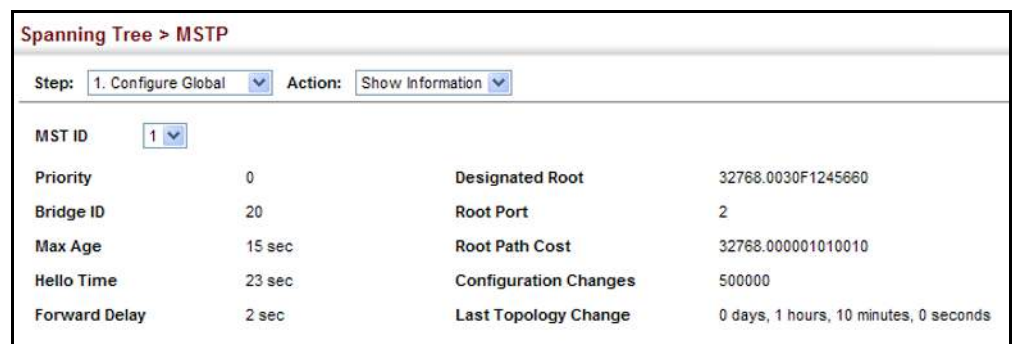 Spanning Tree > MSTP
Step: 1. Configure Global Action: Show Information
MST ID 1
Priority 0 Designated Root 32768.0030F1245660
Bridge ID 20 Root Port 2
Max Age 15 sec Root Path Cost 32768.000001010010
Hello Time 23 sec Configuration Changes 500000
Forward Delay 2 sec Last Topology Change 0 days, 1 hours, 10 minutes, 0 seconds